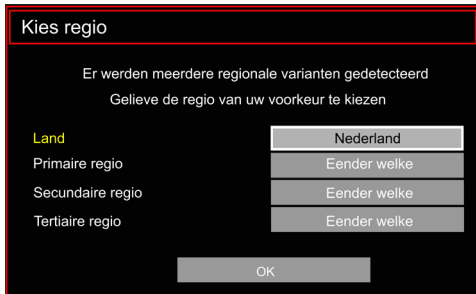 Kies regio
Er werden meerdere regionale varianten gedetecteerd
Gelieve de regio van uw voorkeur te kiezen
Land Nederland
Primaire regio Eender welke
Secundaire regio Eender welke
Tertiaire regio Eender welke
OK